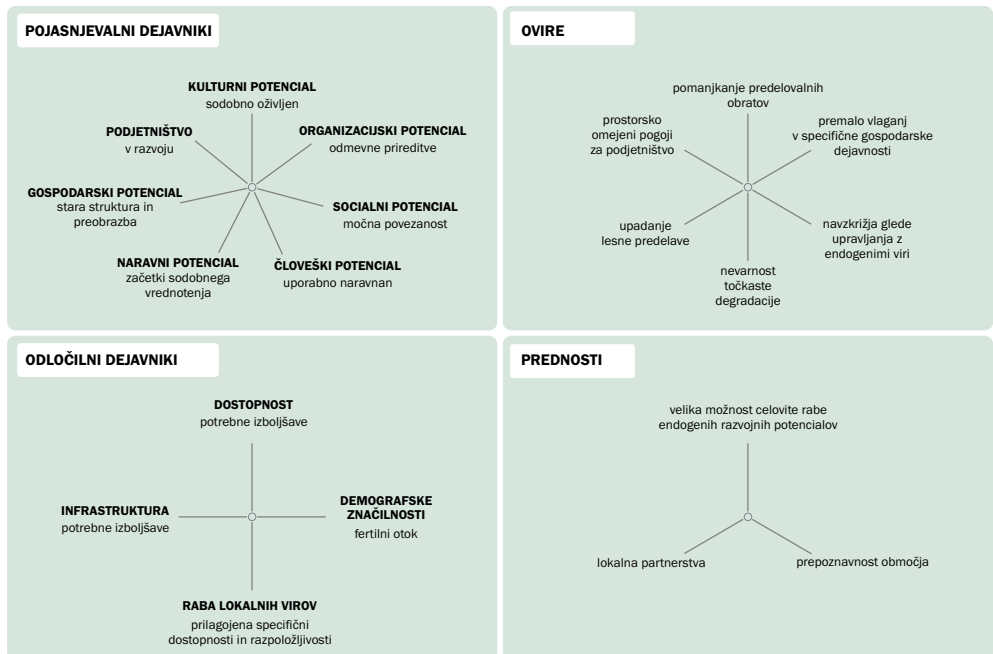 POJASNJEVALNI DEJAVNIKI
KULTURNI POTENCIAL
sodobno oživljen
PODJETNIŠTVO
v razvoju
ORGANIZACIJSKI POTENCIAL
odmevne prireditve
GOSPODARSKI POTENCIAL
stara struktura in
preobrazba
SOCIALNI POTENCIAL
močna povezanost
NARAVNI POTENCIAL
začetki sodobnega
vrednotenja
ČLOVEŠKI POTENCIAL
uporabno naravnan
OVIRE
pomanjkanje predelovalnih
obratov
prostorsko
omejeni pogoji
za podjetništvo
premalo vlaganj
v specifične gospodarske
dejavnosti
upadanje
lesne predelave
navzkrižja glede
upravljanja z
endogenimi viri
nevarnost
točkaste
degradacije
ODLOČILNI DEJAVNIKI
DOSTOPNOST
potrebne izboljšave
INFRASTRUKTURA
potrebne izboljšave
DEMOGRAFSKE
ZNAČILNOSTI
fertilni otok
RABA LOKALNIH VIROV
prilagojena specifični
dostopnosti in razpoložljivosti
PREDNOSTI
velika možnost celovite rabe
endogenih razvojnih potencialov
lokalna partnerstva
prepoznavnost območja